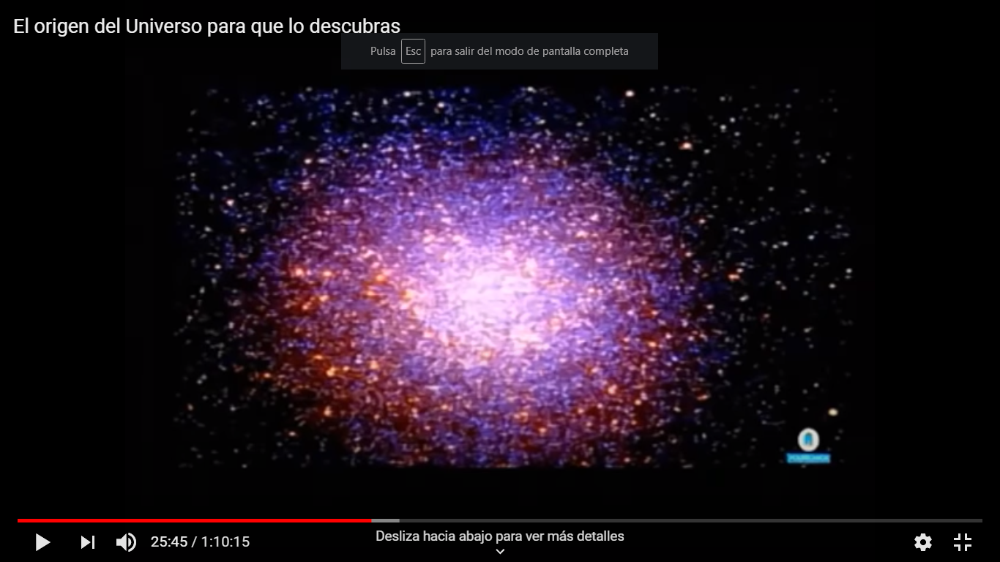 El origen del Universo para que lo descubras
Pulsa Esc para salir del modo de pantalla completa
POLITÉCNICA
25:45 / 1:10:15
Desliza hacia abajo para ver más detalles